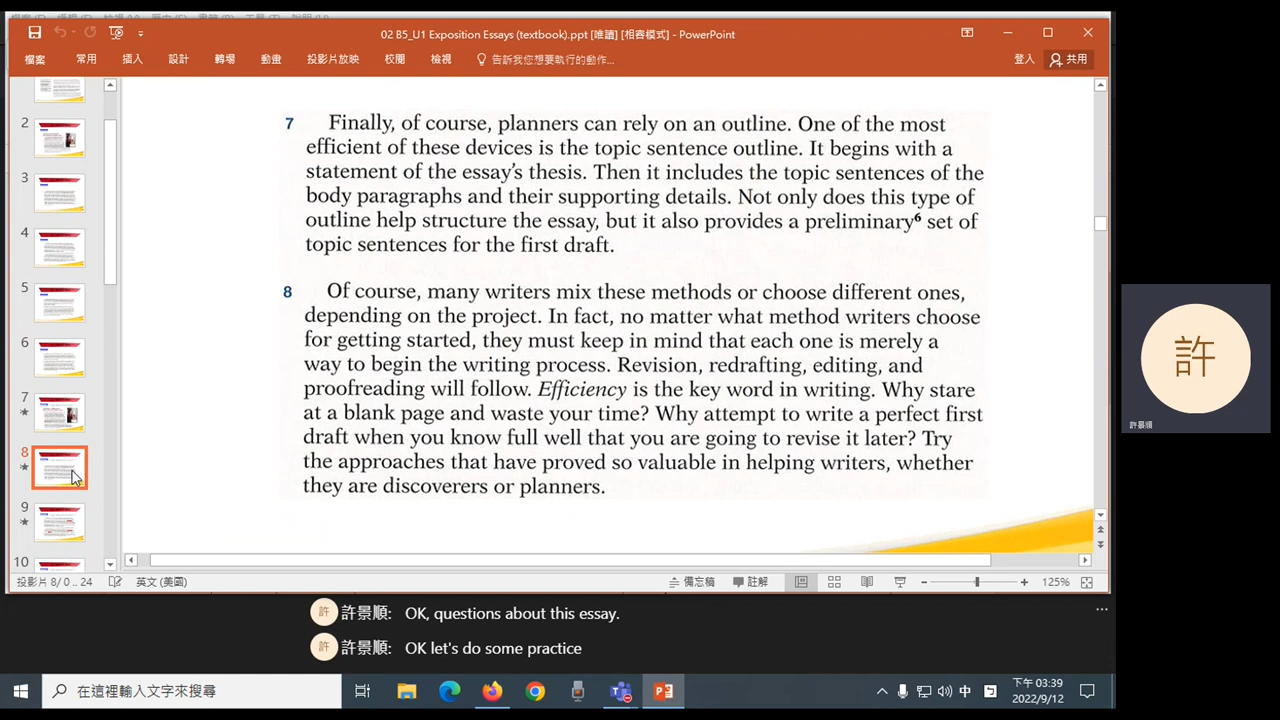 02 B5_U1 Exposition Essays (textbook).ppt [唯讀] [相容模式] - PowerPoint
檔案 常用 插入 設計 轉場 動畫 投影片放映 校閱 檢視 告訴我您想要執行的動作... 登入 共用
7 Finally, of course, planners can rely on an outline. One of the most
efficient of these devices is the topic sentence outline. It begins with a
statement of the essay's thesis. Then it includes the topic sentences of the
body paragraphs and their supporting details. Not only does this type of
outline help structure the essay, but it also provides a preliminary⁶ set of
topic sentences for the first draft.
8 Of course, many writers mix these methods or choose different ones,
depending on the project. In fact, no matter what method writers choose
for getting started, they must keep in mind that each one is merely a
way to begin the writing process. Revision, redrafting, editing, and
proofreading will follow. Efficiency is the key word in writing. Why stare
at a blank page and waste your time? Why attempt to write a perfect first
draft when you know full well that you are going to revise it later? Try
the approaches that have proved so valuable in helping writers, whether
they are discoverers or planners.
2
3
4
5
6
7
8
9
10
許
許景順
投影片 8/ 0 .. 24 英文 (美國) 備忘稿 註解 125%
許 許景順: OK, questions about this essay.
許 許景順: OK let's do some practice
在這裡輸入文字來搜尋
中
下午 03:39
2022/9/12